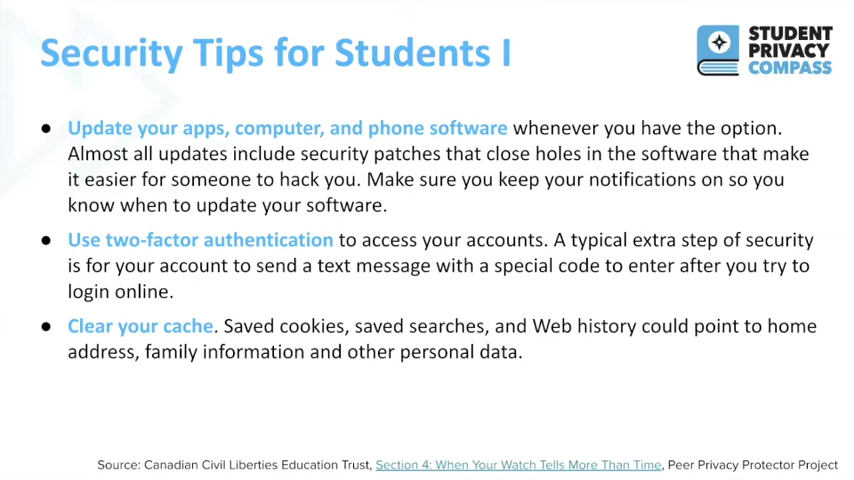 Security Tips for Students I
STUDENT
PRIVACY
COMPASS
● Update your apps, computer, and phone software whenever you have the option.
Almost all updates include security patches that close holes in the software that make
it easier for someone to hack you. Make sure you keep your notifications on so you
know when to update your software.
● Use two-factor authentication to access your accounts. A typical extra step of security
is for your account to send a text message with a special code to enter after you try to
login online.
● Clear your cache. Saved cookies, saved searches, and Web history could point to home
address, family information and other personal data.
Source: Canadian Civil Liberties Education Trust, Section 4: When Your Watch Tells More Than Time, Peer Privacy Protector Project